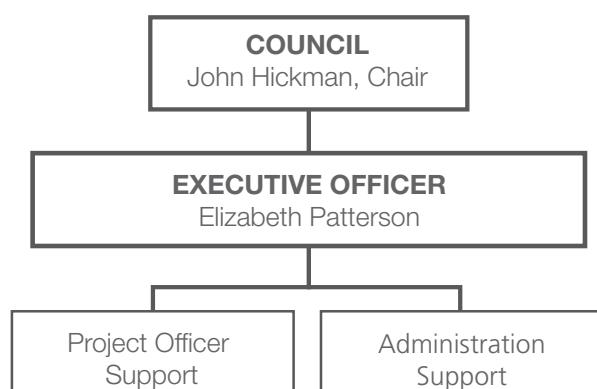 COUNCIL
John Hickman, Chair
EXECUTIVE OFFICER
Elizabeth Patterson
Project Officer
Support
Administration
Support